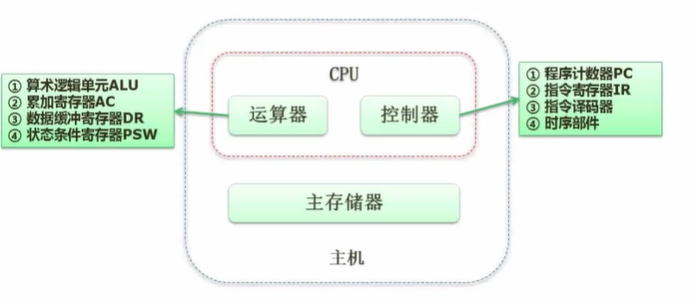 ① 算术逻辑单元ALU
② 累加寄存器AC
③ 数据缓冲寄存器DR
④ 状态条件寄存器PSW
CPU
运算器
控制器
① 程序计数器PC
② 指令寄存器IR
③ 指令译码器
④ 时序部件
主存储器
主机